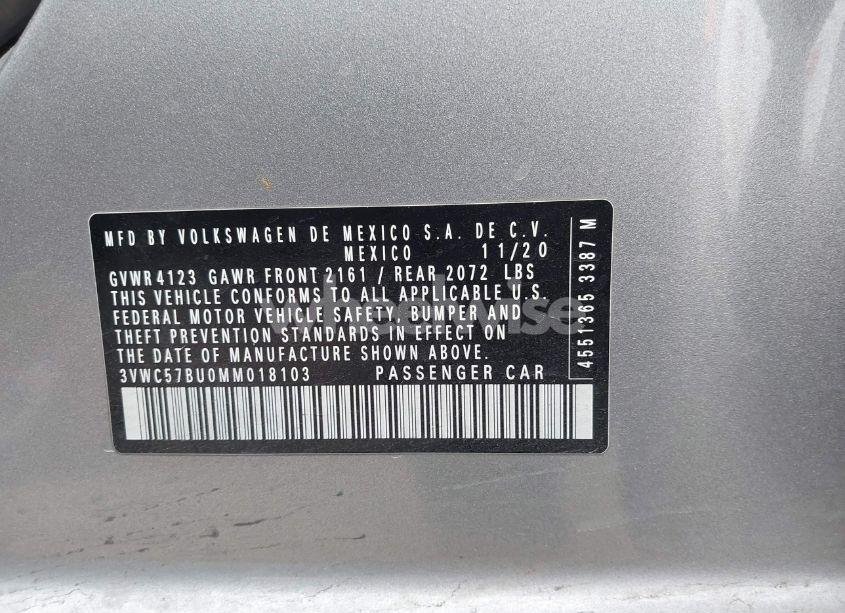 MFD BY VOLKSWAGEN DE MEXICO S.A. DE C.V.
MEXICO 11/20
GVWR 4123 GAWR FRONT 2161 / REAR 2072 LBS
THIS VEHICLE CONFORMS TO ALL APPLICABLE U.S.
FEDERAL MOTOR VEHICLE SAFETY, BUMPER AND
THEFT PREVENTION STANDARDS IN EFFECT ON
THE DATE OF MANUFACTURE SHOWN ABOVE.
3VWC57BU0MM018103 PASSENGER CAR
4551365 3387 M
wheelwise